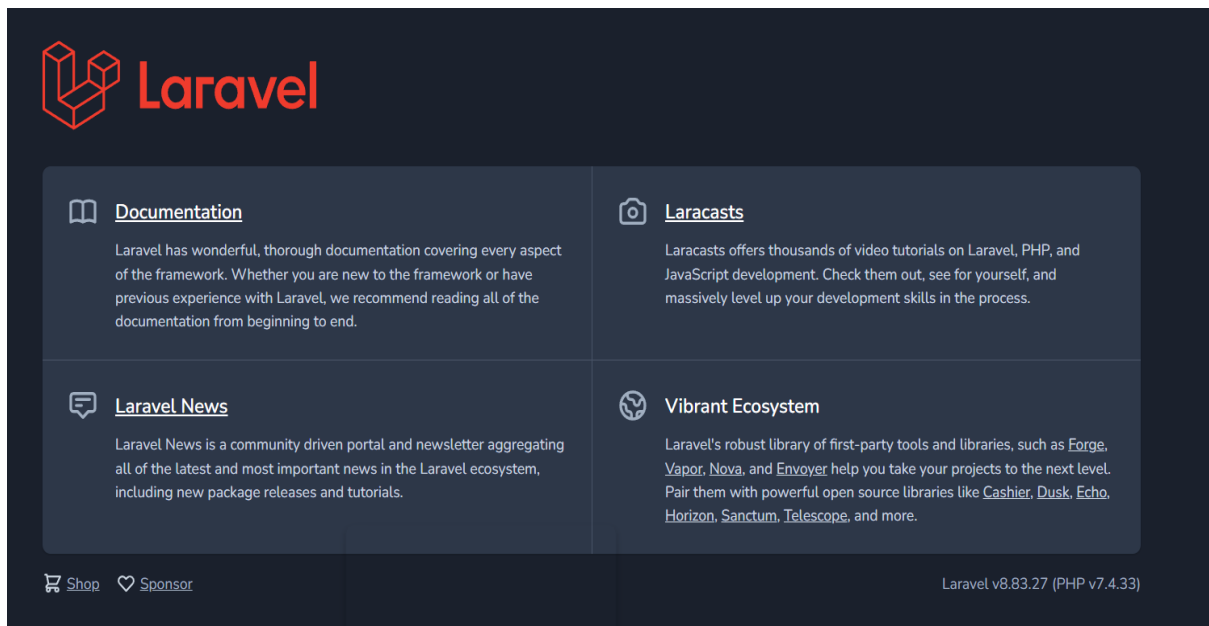 Laravel
Documentation
Laravel has wonderful, thorough documentation covering every aspect
of the framework. Whether you are new to the framework or have
previous experience with Laravel, we recommend reading all of the
documentation from beginning to end.
Laracasts
Laracasts offers thousands of video tutorials on Laravel, PHP, and
JavaScript development. Check them out, see for yourself, and
massively level up your development skills in the process.
Laravel News
Laravel News is a community driven portal and newsletter aggregating
all of the latest and most important news in the Laravel ecosystem,
including new package releases and tutorials.
Vibrant Ecosystem
Laravel's robust library of first-party tools and libraries, such as Forge,
Vapor, Nova, and Envoyer help you take your projects to the next level.
Pair them with powerful open source libraries like Cashier, Dusk, Echo,
Horizon, Sanctum, Telescope, and more.
Shop Sponsor
Laravel v8.83.27 (PHP v7.4.33)